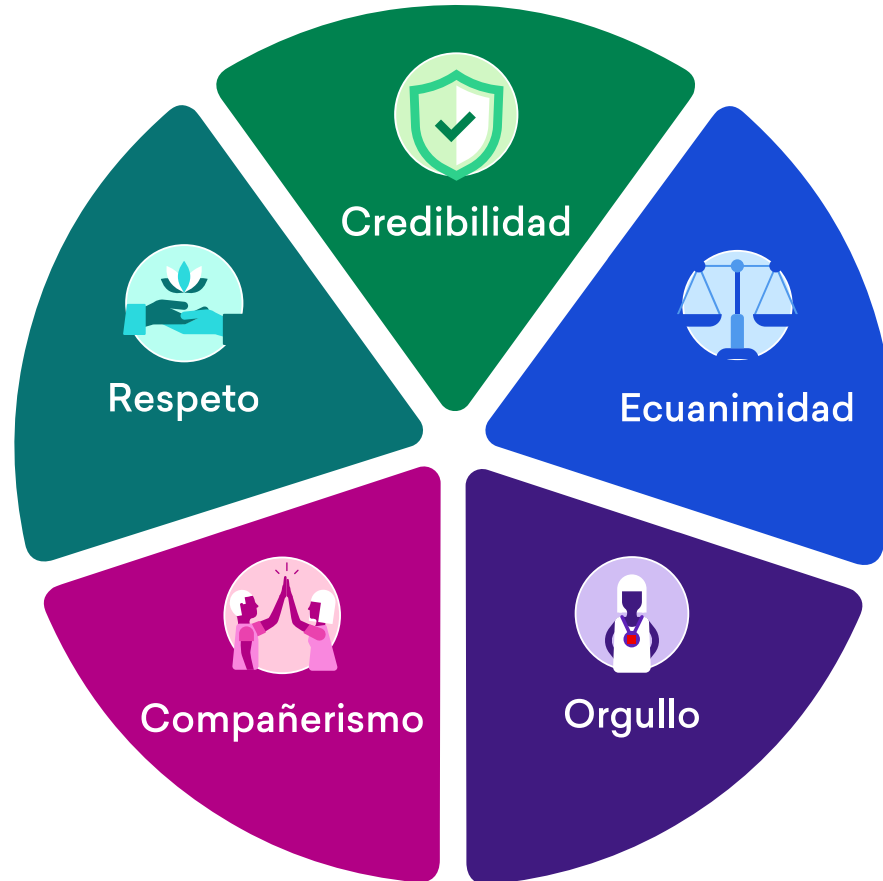 Credibilidad
Respeto
Ecuanimidad
Compañerismo
Orgullo